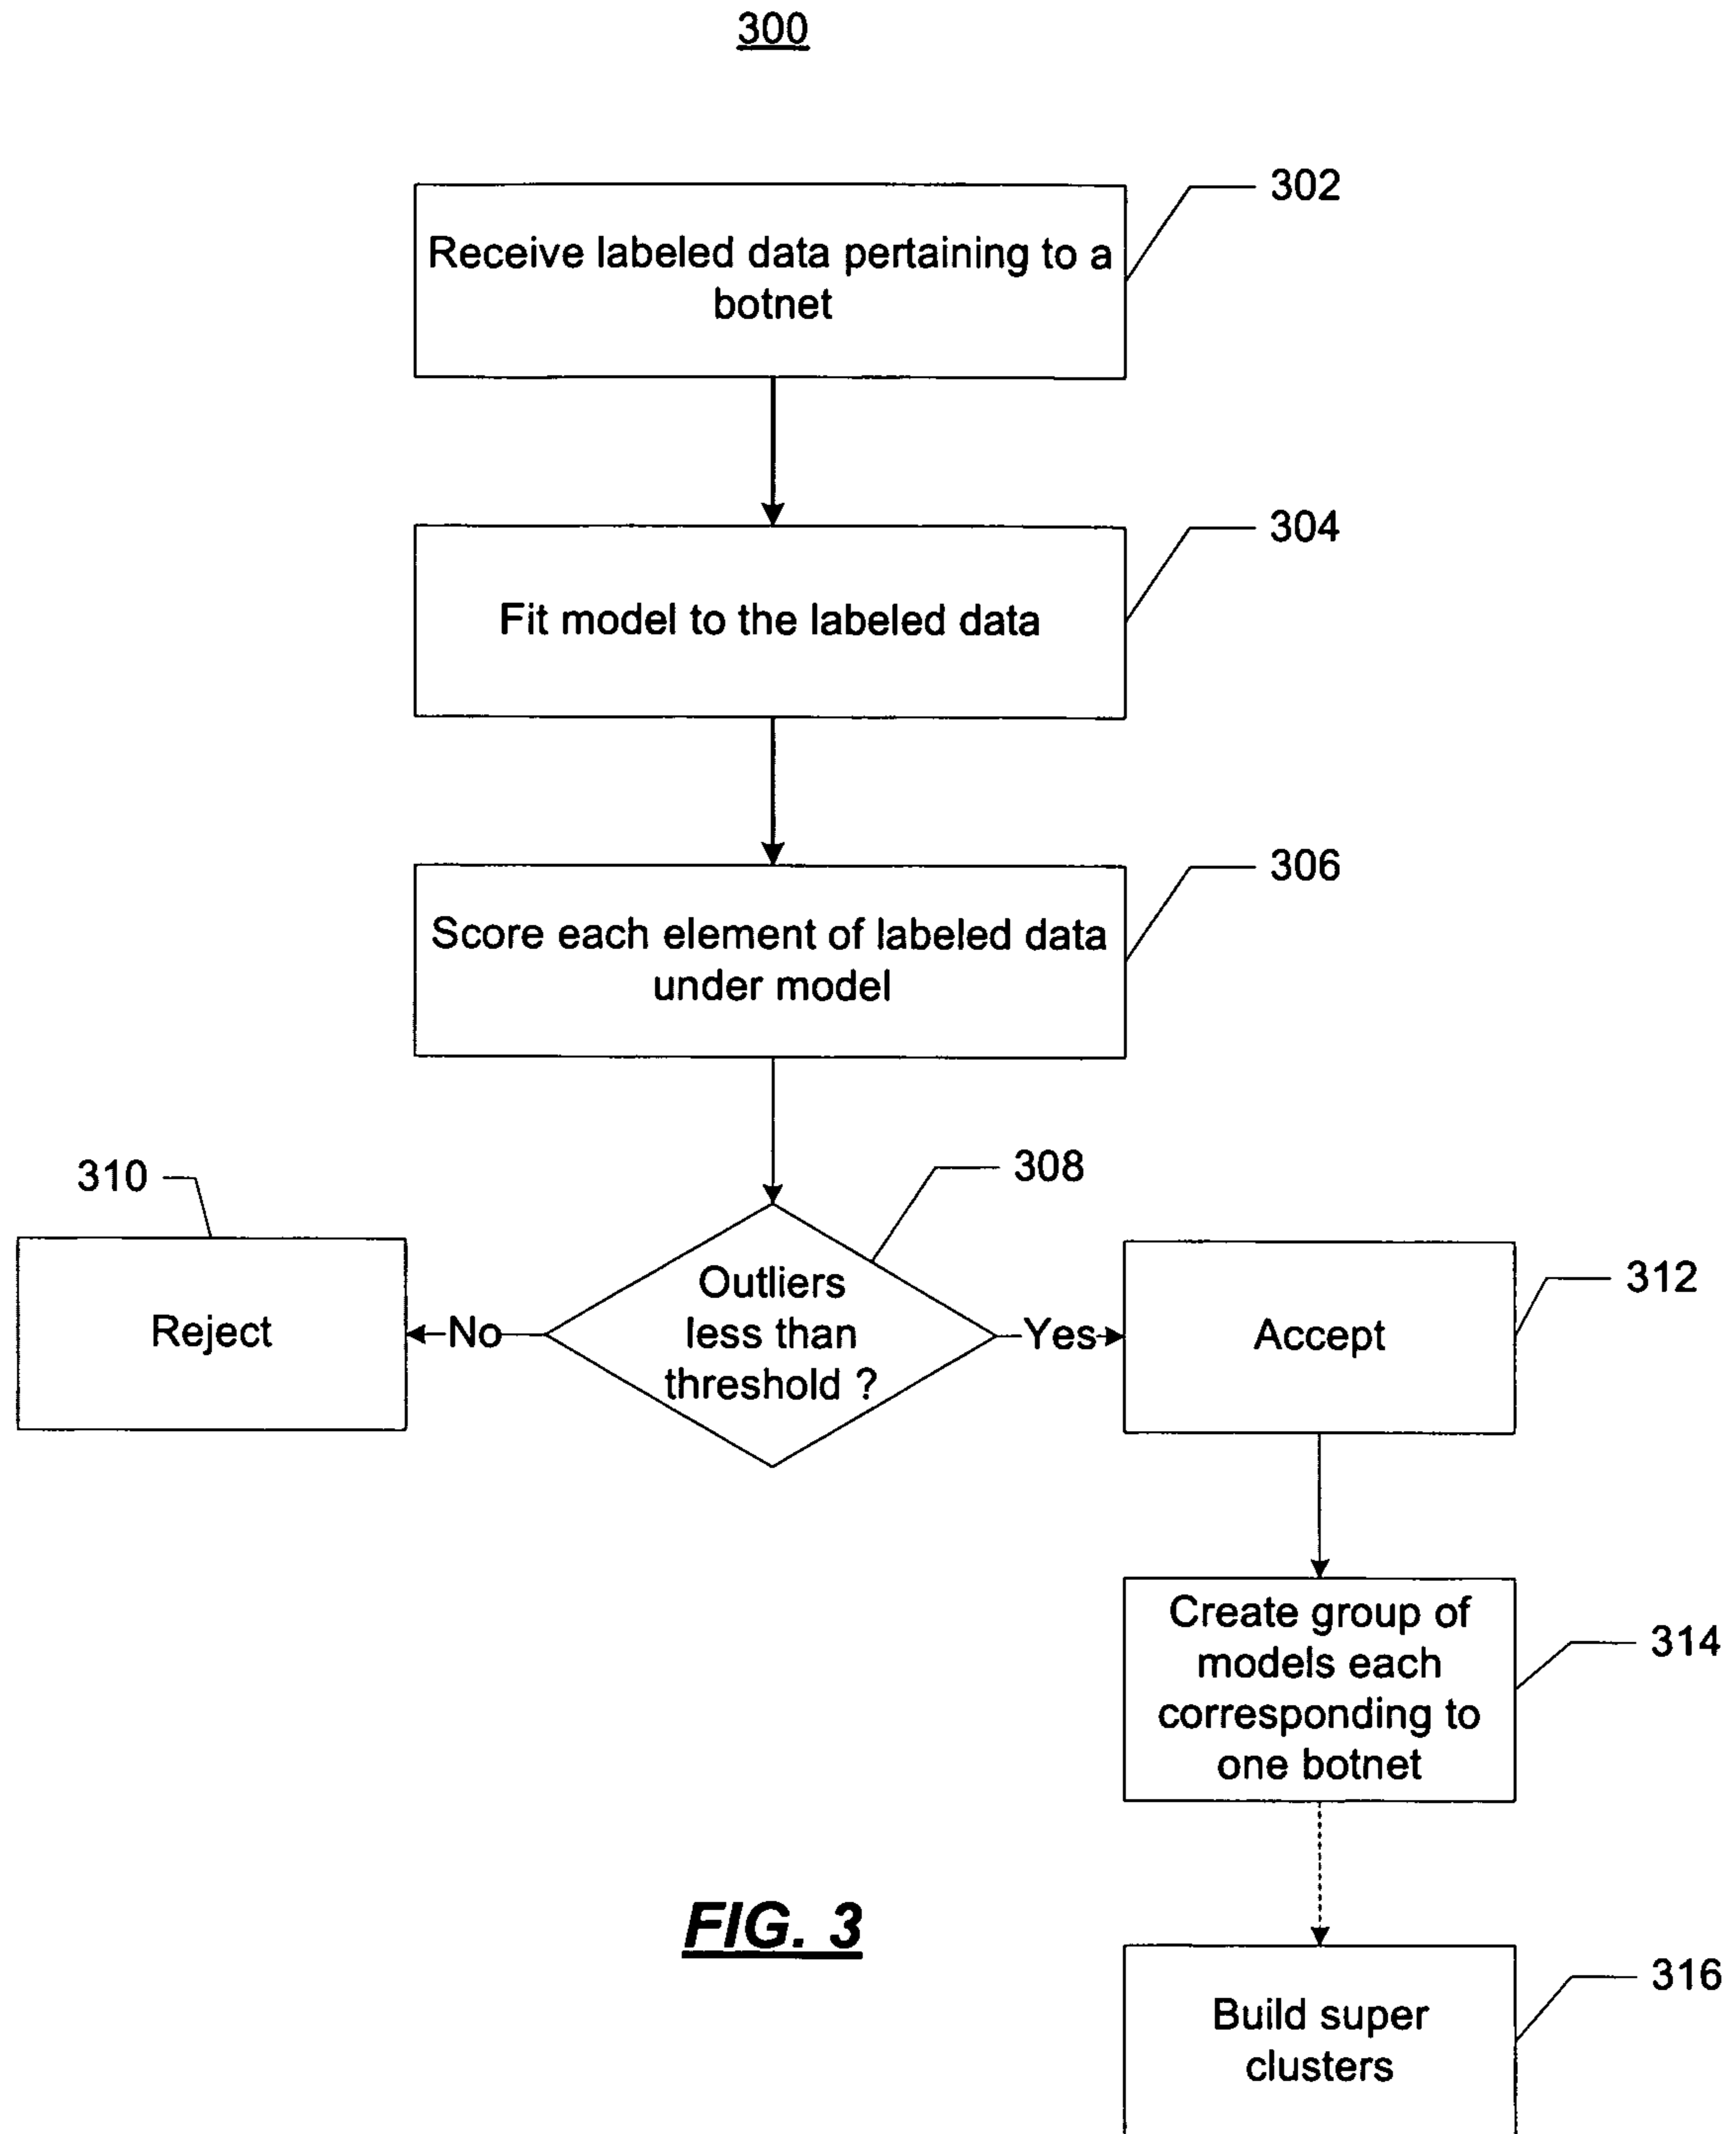 300
302
Receive labeled data pertaining to a
botnet
304
Fit model to the labeled data
306
Score each element of labeled data
under model
310
308
Reject
No
Outliers
less than
threshold ?
Yes
Accept
312
Create group of
models each
corresponding to
one botnet
314
FIG. 3
Build super
clusters
316